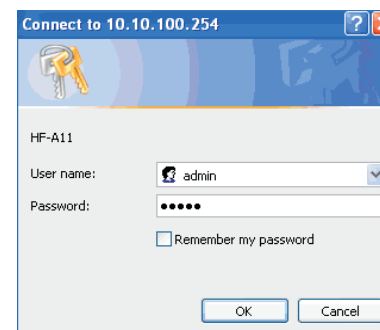 Connect to 10.10.100.254
HF-A11
User name:
admin
Password:
•••••
Remember my password
OK
Cancel